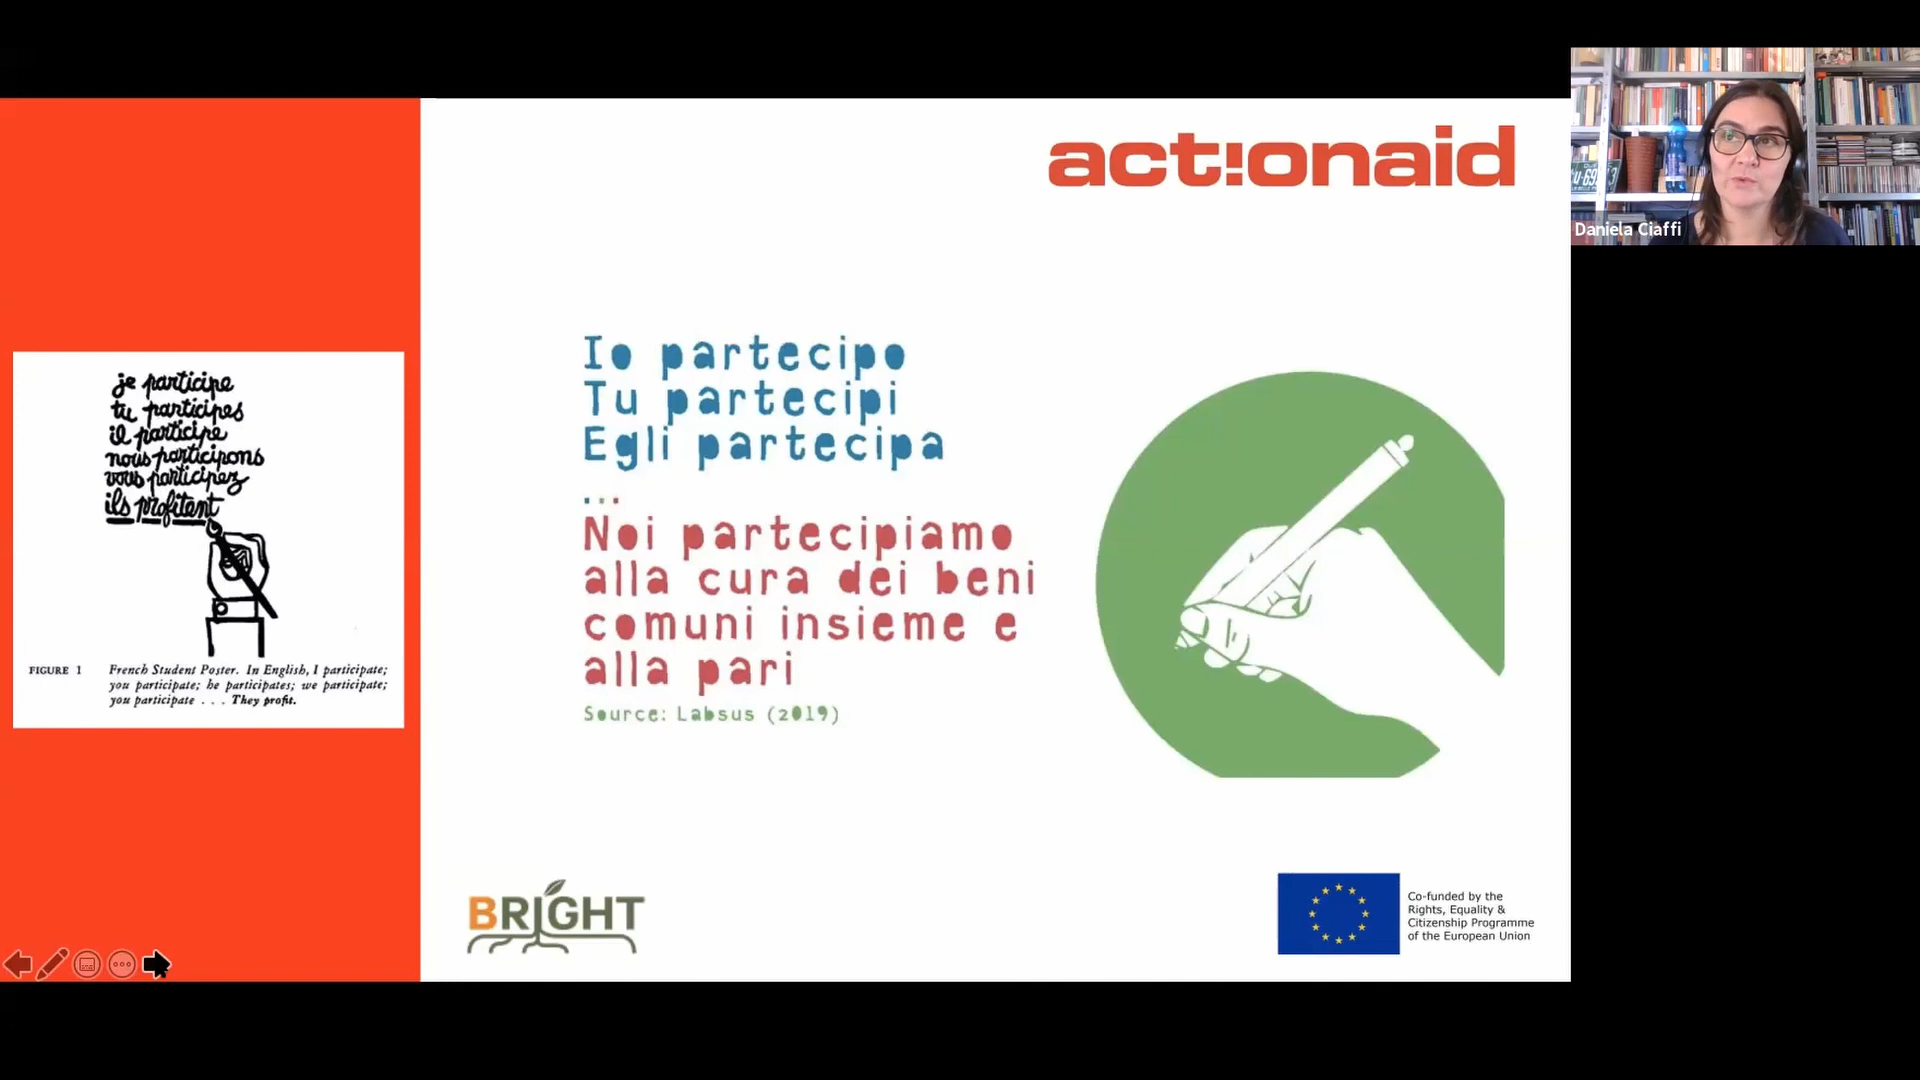 act!onaid
Daniela Ciaffi
je participe
tu participes
il participe
nous participons
vous participez
ils profitent
FIGURE 1 French Student Poster. In English, I participate;
you participate; he participates; we participate;
you participate . . . They profit.
Io partecipo
Tu partecipi
Egli partecipa
...
Noi partecipiamo
alla cura dei beni
comuni insieme e
alla pari
Source: Labsus (2019)
BRIGHT
Co-funded by the
Rights, Equality &
Citizenship Programme
of the European Union